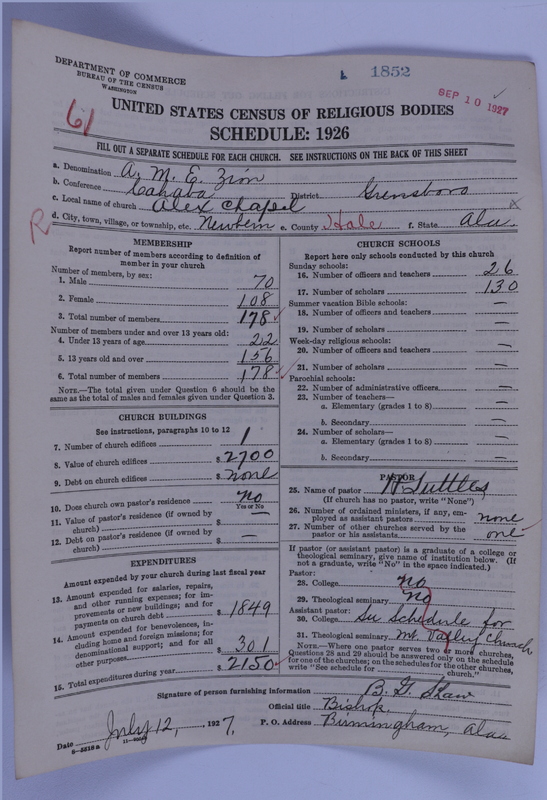 DEPARTMENT OF COMMERCE
BUREAU OF THE CENSUS
WASHINGTON
1852
SEP 10 1927
61
UNITED STATES CENSUS OF RELIGIOUS BODIES
SCHEDULE: 1926
FILL OUT A SEPARATE SCHEDULE FOR EACH CHURCH. SEE INSTRUCTIONS ON THE BACK OF THIS SHEET
a. Denomination A. M. E. Zion
b. Conference Cahaba District Grensboro
c. Local name of church Alex Chapel
R
d. City, town, village, or township, etc. Newbern e. County Hale f. State Ala.
MEMBERSHIP
Report number of members according to definition of
member in your church
Number of members, by sex:
1. Male 70
2. Female 108
3. Total number of members 178
Number of members under and over 13 years old:
4. Under 13 years of age 22
5. 13 years old and over 156
6. Total number of members 178
NOTE.—The total given under Question 6 should be the
same as the total of males and females given under Question 3.
CHURCH BUILDINGS
See instructions, paragraphs 10 to 12
7. Number of church edifices 1
8. Value of church edifices $ 2700
9. Debt on church edifices $ none
10. Does church own pastor's residence no
Yes or No
11. Value of pastor's residence (if owned by
church) $ —
12. Debt on pastor's residence (if owned by
church) $ —
EXPENDITURES
Amount expended by your church during last fiscal year
13. Amount expended for salaries, repairs,
and other running expenses; for im-
provements or new buildings; and for
payments on church debt $ 1849
14. Amount expended for benevolences, in-
cluding home and foreign missions; for
denominational support; and for all
other purposes $ 301
15. Total expenditures during year $ 2150
CHURCH SCHOOLS
Report here only schools conducted by this church
Sunday schools:
16. Number of officers and teachers 26
17. Number of scholars 130
Summer vacation Bible schools:
18. Number of officers and teachers —
19. Number of scholars —
Week-day religious schools:
20. Number of officers and teachers —
21. Number of scholars —
Parochial schools:
22. Number of administrative officers —
23. Number of teachers—
a. Elementary (grades 1 to 8) —
b. Secondary —
24. Number of scholars—
a. Elementary (grades 1 to 8) —
b. Secondary —
PASTOR
25. Name of pastor Tuttles
(If church has no pastor, write "None")
26. Number of ordained ministers, if any, em-
ployed as assistant pastors none
27. Number of other churches served by the
pastor or his assistants one
If pastor (or assistant pastor) is a graduate of a college or
theological seminary, give name of institution below. (If
not a graduate, write "No" in the space indicated.)
Pastor:
28. College no
29. Theological seminary no
Assistant pastor:
30. College See Schedule for
31. Theological seminary Mt. Valley Church
NOTE.—Where one pastor serves two or more churches,
Questions 28 and 29 should be answered only on the schedule
for one of the churches; on the schedules for the other churches,
write "See schedule for church."
Signature of person furnishing information B. G. Shaw
Official title Bishop
Date July 12, 1927. P. O. Address Birmingham, Ala